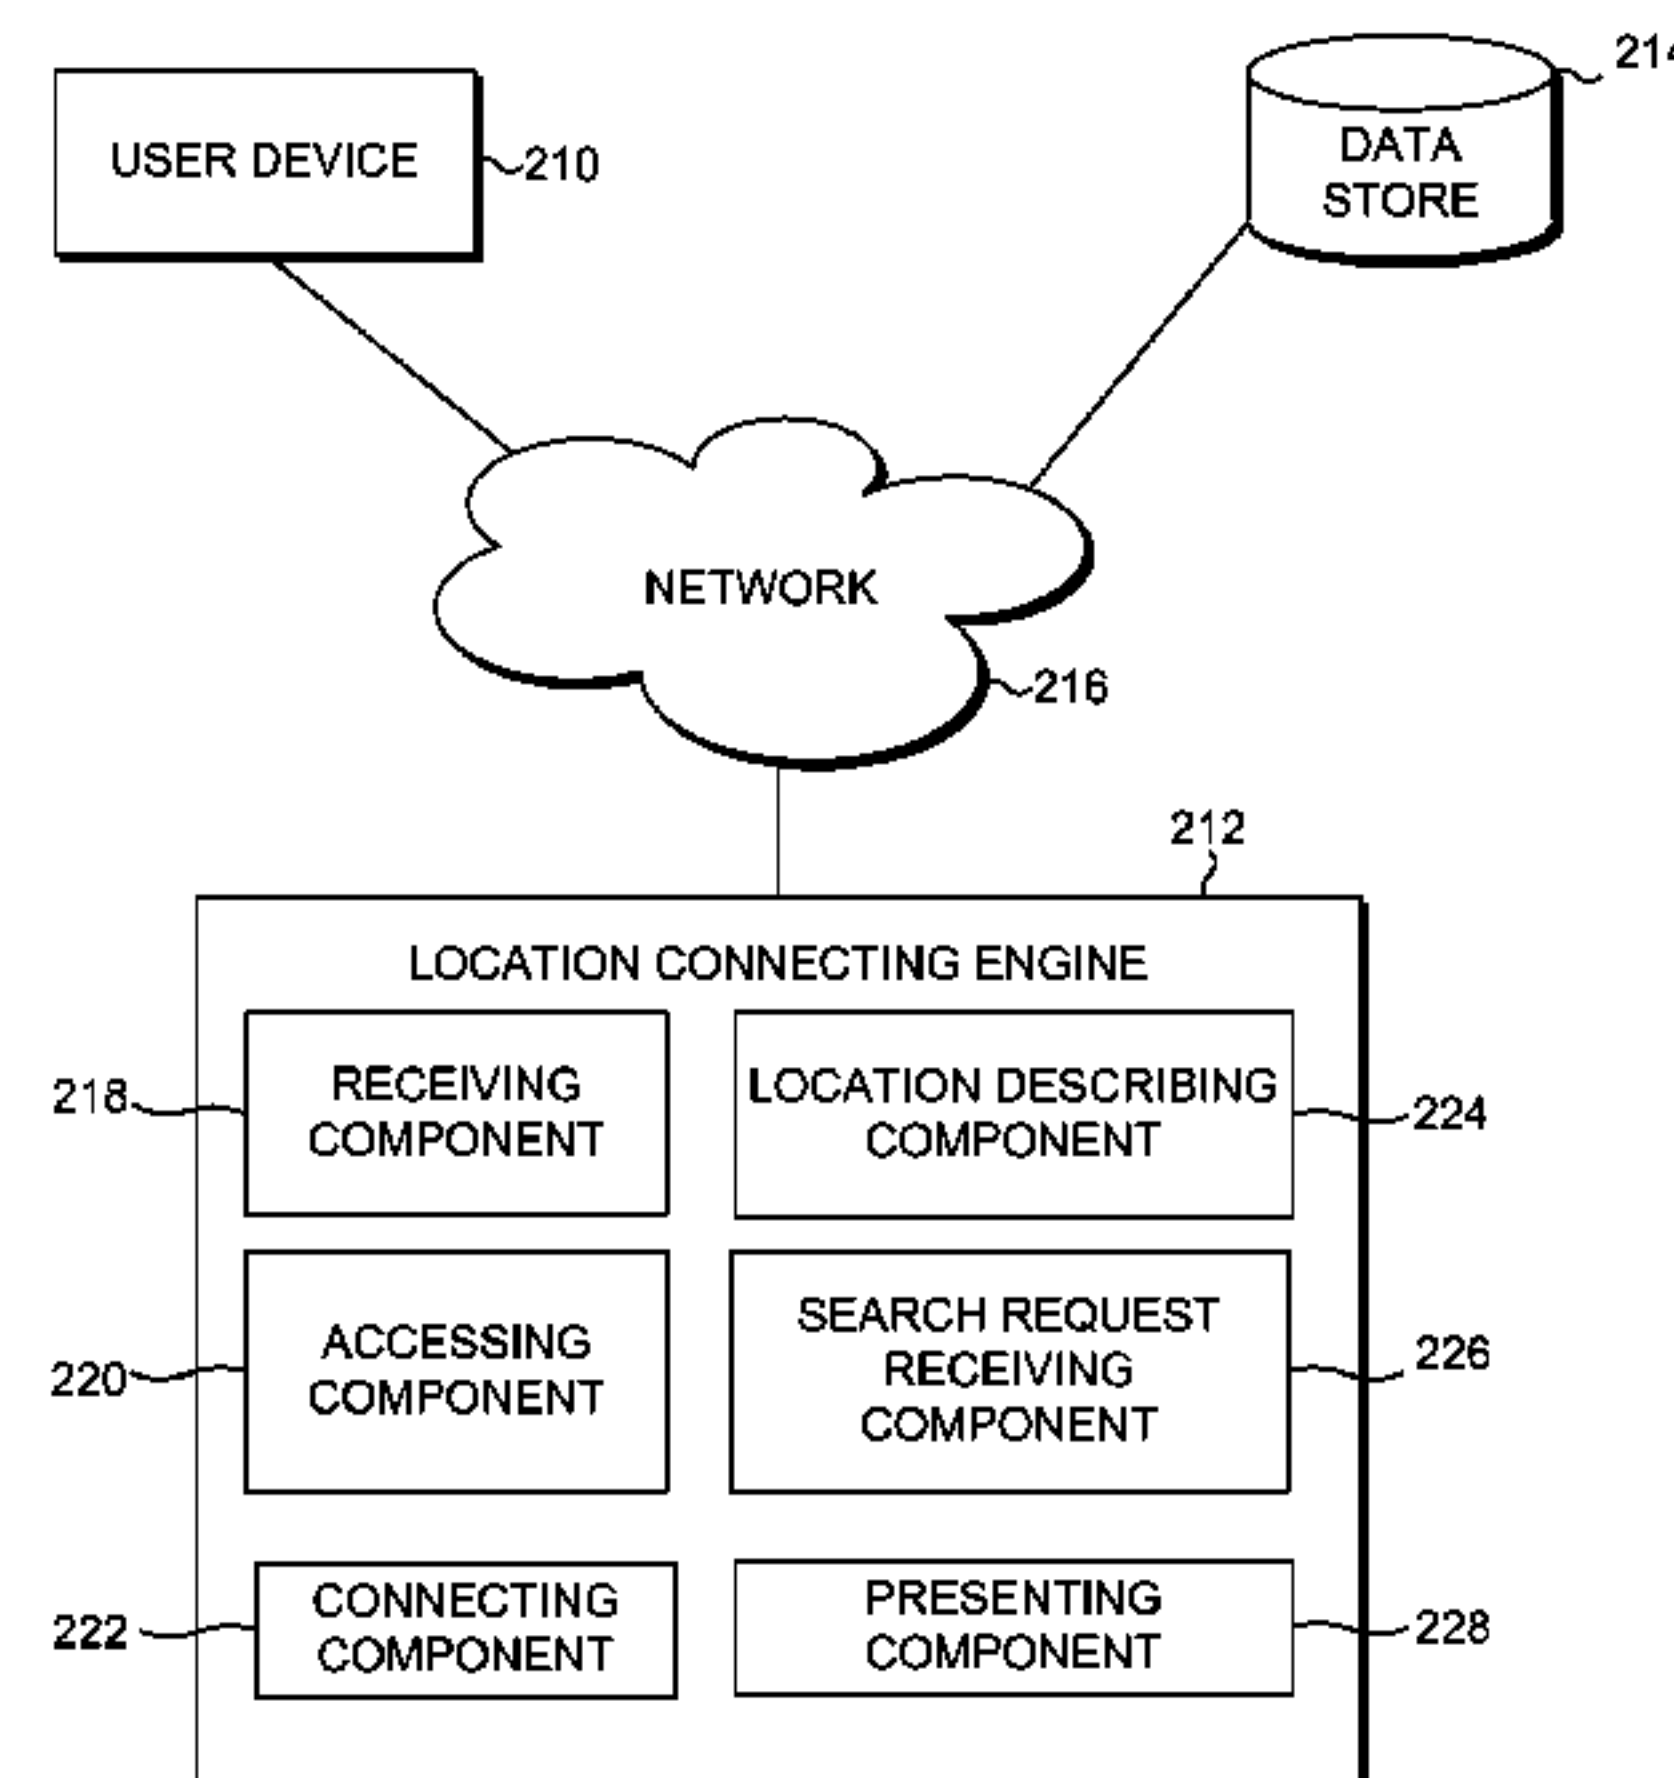 USER DEVICE
210
214
DATA
STORE
NETWORK
216
212
LOCATION CONNECTING ENGINE
RECEIVING
COMPONENT
218
LOCATION DESCRIBING
COMPONENT
224
ACCESSING
COMPONENT
220
SEARCH REQUEST
RECEIVING
COMPONENT
226
CONNECTING
COMPONENT
222
PRESENTING
COMPONENT
228